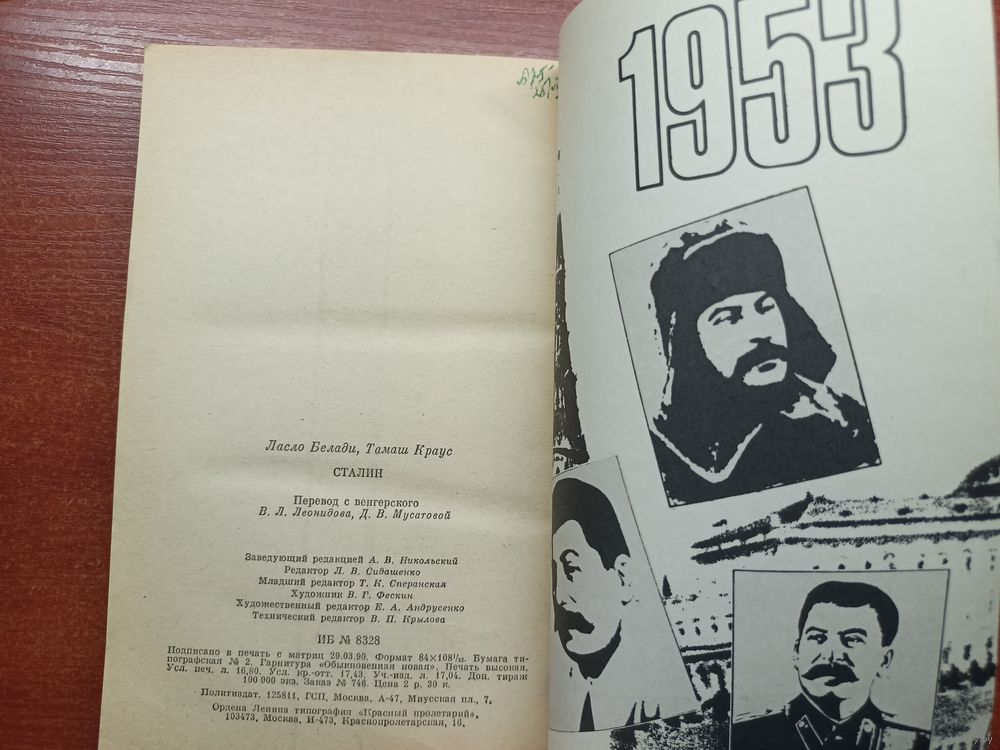 1953
Ласло Белади, Тамаш Краус
СТАЛИН
Перевод с венгерского
В. Л. Леонидова, Д. В. Мусатовой
Заведующий редакцией А. В. Никольский
Редактор Л. В. Сидашенко
Младший редактор Т. К. Сперанская
Художник В. Г. Фескин
Художественный редактор Е. А. Андрусенко
Технический редактор В. П. Крылова
ИБ № 8328
Подписано в печать с матриц 29.03.90. Формат 84×108¹/₃₂. Бумага ти-
пографская № 2. Гарнитура «Обыкновенная новая». Печать высокая.
Усл. печ. л. 16,80. Усл. кр.-отт. 17,43. Уч.-изд. л. 17,04. Доп. тираж
100 000 экз. Заказ № 746. Цена 2 р. 30 к.
Политиздат. 125811, ГСП, Москва, А-47, Миусская пл., 7.
Ордена Ленина типография «Красный пролетарий».
103473, Москва, И-473, Краснопролетарская, 16.